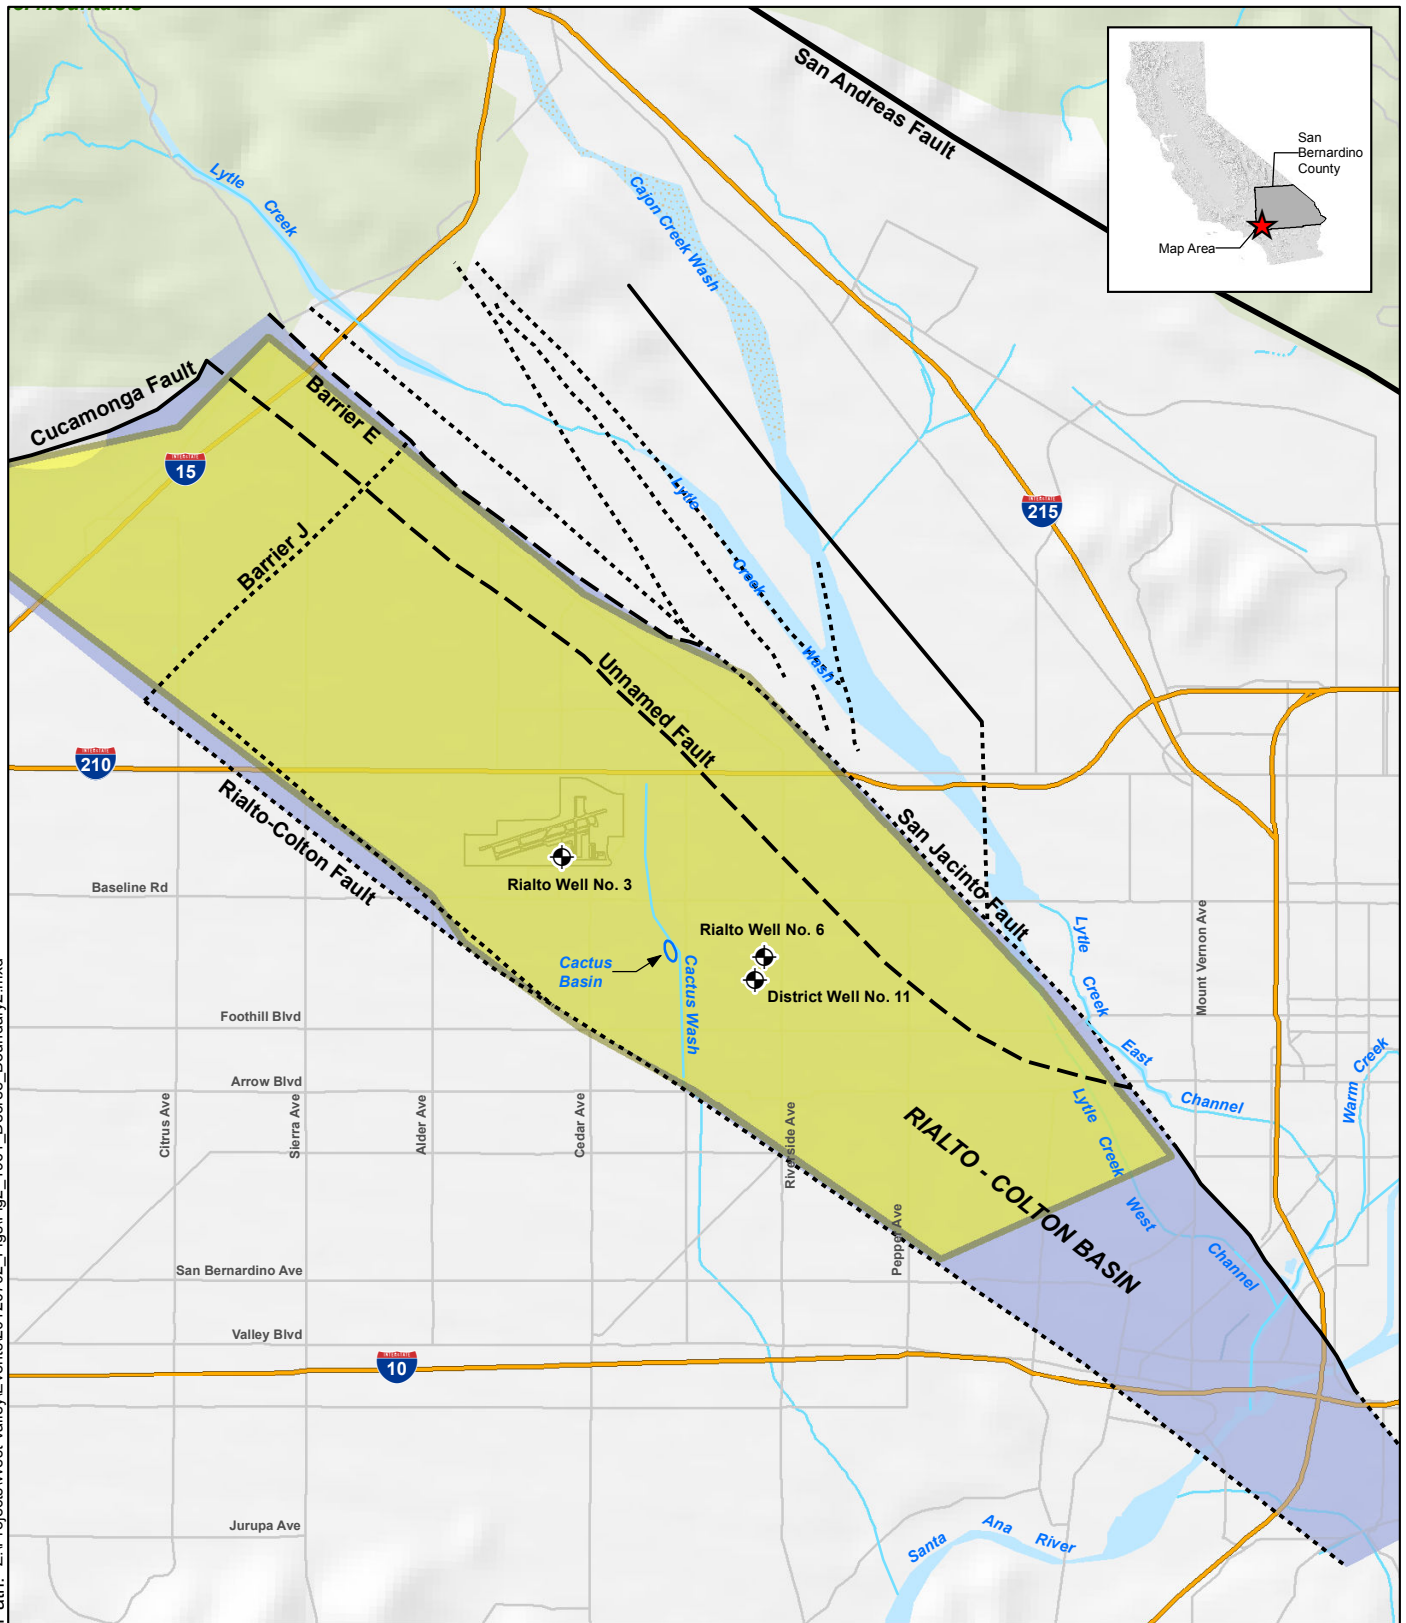 San Andreas Fault
San
Bernardino
County
Map Area
Lytle
Creek
Cajon Creek Wash
Cucamonga Fault
Barrier E
INTERSTATE
15
Lytle
Creek
Wash
INTERSTATE
215
Barrier J
Unnamed Fault
INTERSTATE
210
Rialto-Colton Fault
San Jacinto Fault
Baseline Rd
Rialto Well No. 3
Rialto Well No. 6
Cactus
Basin
Cactus Wash
District Well No. 11
Lytle
Creek
East
Channel
Mount Vernon Ave
Warm Creek
Foothill Blvd
Arrow Blvd
Citrus Ave
Sierra Ave
Alder Ave
Cedar Ave
Riverside Ave
Pepper Ave
RIALTO - COLTON BASIN
Lytle
Creek
West
Channel
San Bernardino Ave
Valley Blvd
INTERSTATE
10
Jurupa Ave
Santa
Ana
River